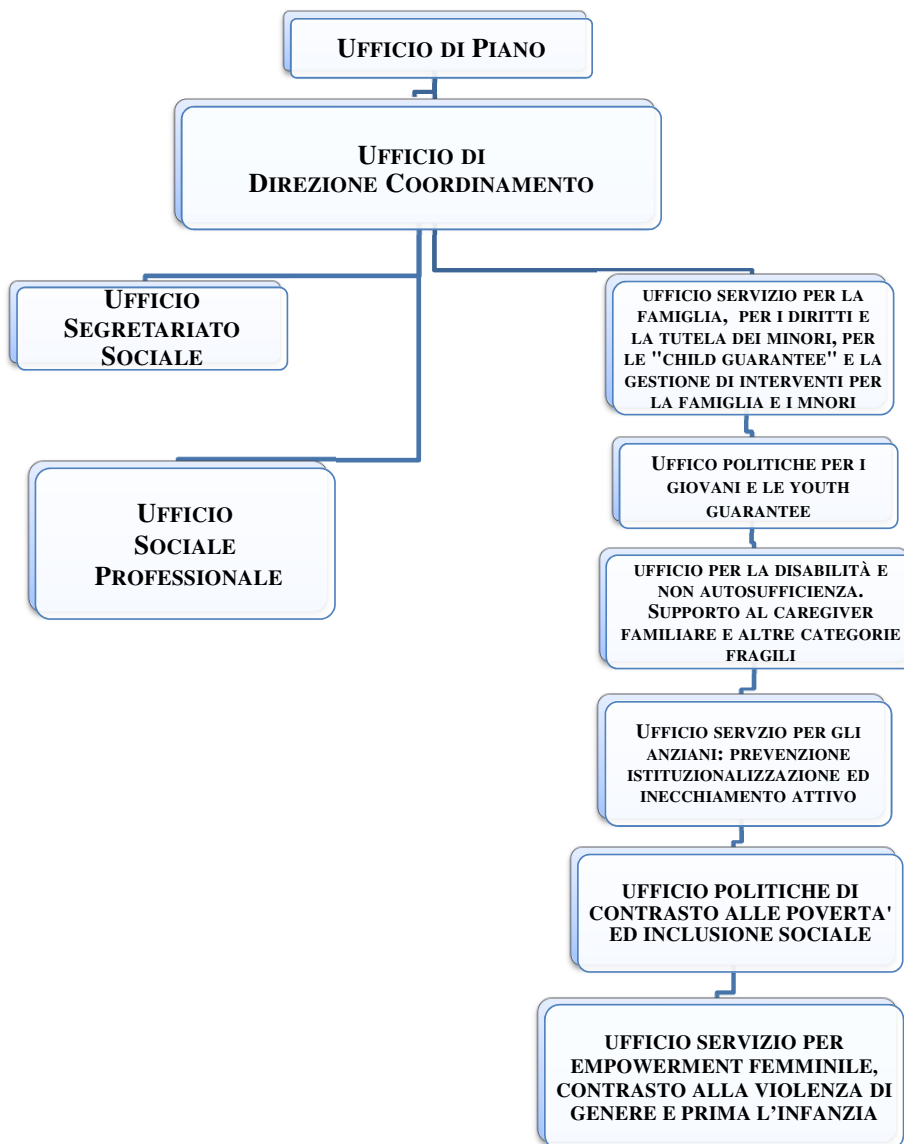 UFFICIO DI PIANO
UFFICIO DI
DIREZIONE COORDINAMENTO
UFFICIO
SEGRETARIATO
SOCIALE
UFFICIO
SOCIALE
PROFESSIONALE
UFFICIO SERVIZIO PER LA
FAMIGLIA, PER I DIRITTI E
LA TUTELA DEI MINORI, PER
LE "CHILD GUARANTEE" E LA
GESTIONE DI INTERVENTI PER
LA FAMIGLIA E I MNORI
UFFICO POLITICHE PER I
GIOVANI E LE YOUTH
GUARANTEE
UFFICIO PER LA DISABILITÀ E
NON AUTOSUFFICIENZA.
SUPPORTO AL CAREGIVER
FAMILIARE E ALTRE CATEGORIE
FRAGILI
UFFICIO SERVZIO PER GLI
ANZIANI: PREVENZIONE
ISTITUZIONALIZZAZIONE ED
INECCHIAMENTO ATTIVO
UFFICIO POLITICHE DI
CONTRASTO ALLE POVERTA'
ED INCLUSIONE SOCIALE
UFFICIO SERVIZIO PER
EMPOWERMENT FEMMINILE,
CONTRASTO ALLA VIOLENZA DI
GENERE E PRIMA L’INFANZIA